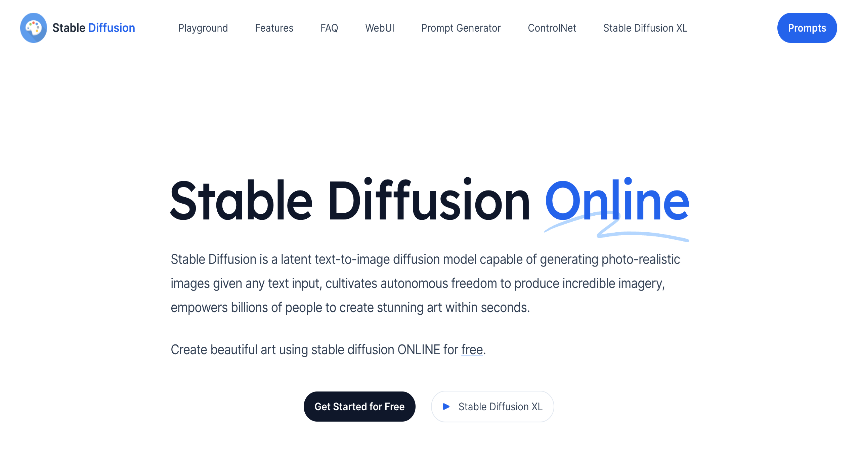 Stable Diffusion
Playground
Features
FAQ
WebUI
Prompt Generator
ControlNet
Stable Diffusion XL
Prompts
Stable Diffusion Online
Stable Diffusion is a latent text-to-image diffusion model capable of generating photo-realistic
images given any text input, cultivates autonomous freedom to produce incredible imagery,
empowers billions of people to create stunning art within seconds.
Create beautiful art using stable diffusion ONLINE for free.
Get Started for Free
Stable Diffusion XL